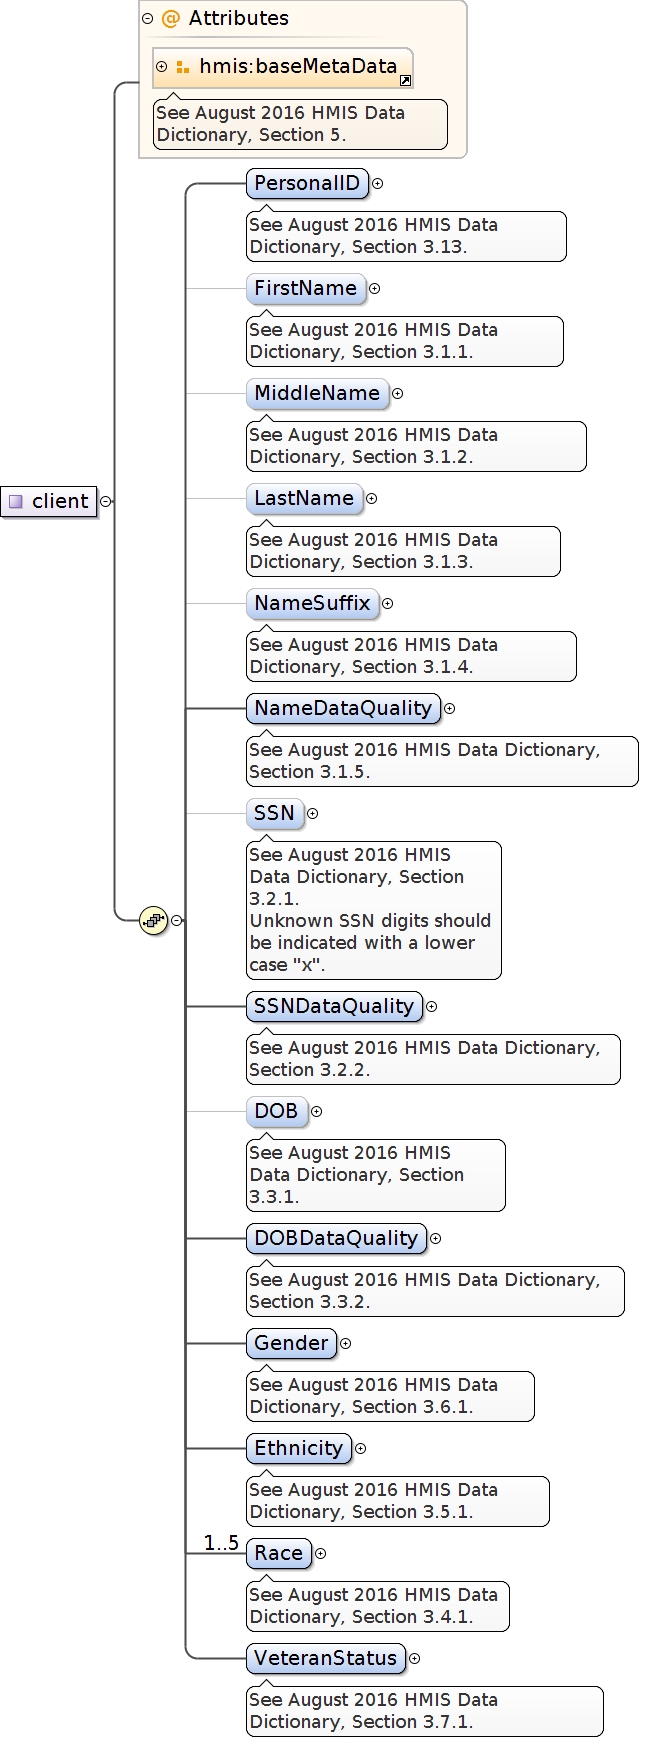 @ Attributes
hmis:baseMetaData
See August 2016 HMIS Data
Dictionary, Section 5.
PersonalID
See August 2016 HMIS Data
Dictionary, Section 3.13.
FirstName
See August 2016 HMIS Data
Dictionary, Section 3.1.1.
MiddleName
See August 2016 HMIS Data
Dictionary, Section 3.1.2.
LastName
client
See August 2016 HMIS Data
Dictionary, Section 3.1.3.
NameSuffix
See August 2016 HMIS Data
Dictionary, Section 3.1.4.
NameDataQuality
See August 2016 HMIS Data Dictionary,
Section 3.1.5.
SSN
See August 2016 HMIS
Data Dictionary, Section
3.2.1.
Unknown SSN digits should
be indicated with a lower
case "x".
SSNDataQuality
See August 2016 HMIS Data Dictionary,
Section 3.2.2.
DOB
See August 2016 HMIS
Data Dictionary, Section
3.3.1.
DOBDataQuality
See August 2016 HMIS Data Dictionary,
Section 3.3.2.
Gender
See August 2016 HMIS Data
Dictionary, Section 3.6.1.
Ethnicity
See August 2016 HMIS Data
Dictionary, Section 3.5.1.
1..5 Race
See August 2016 HMIS Data
Dictionary, Section 3.4.1.
VeteranStatus
See August 2016 HMIS Data
Dictionary, Section 3.7.1.